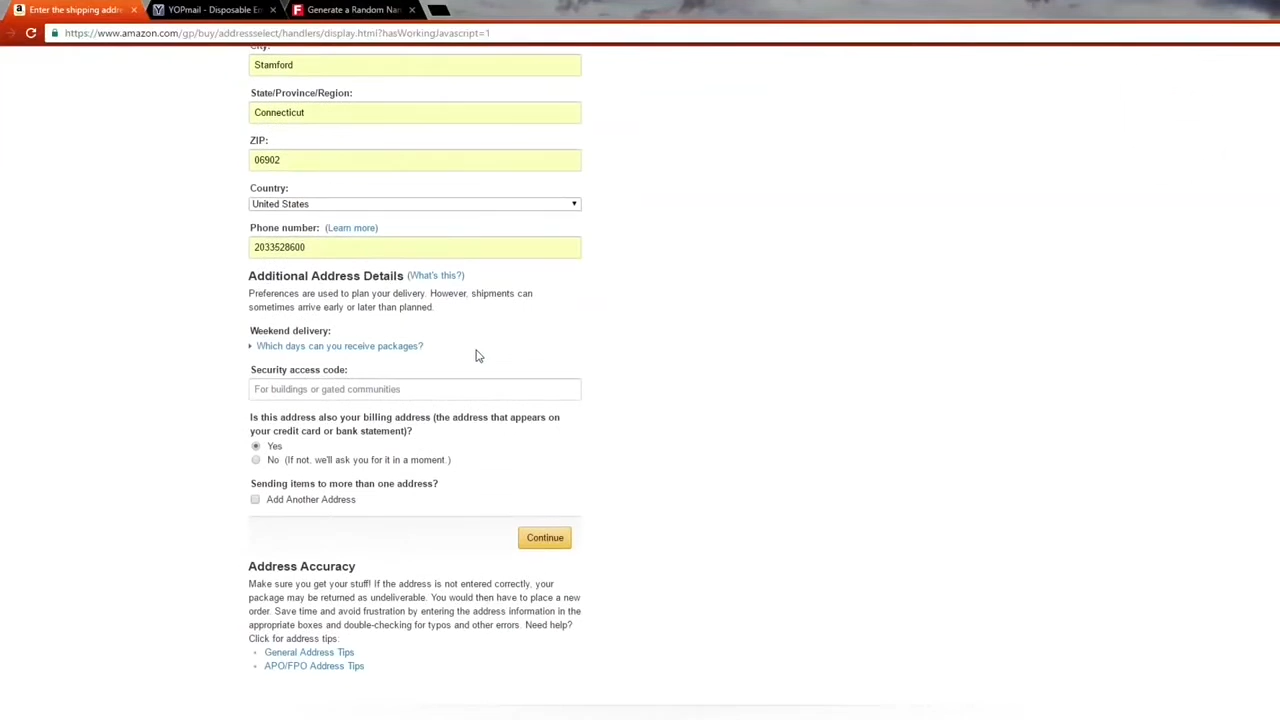 Enter the shipping addr
YOPmail - Disposable Em
Generate a Random Nam
https://www.amazon.com/gp/buy/addressselect/handlers/display.html?hasWorkingJavascript=1
City:
Stamford
State/Province/Region:
Connecticut
ZIP:
06902
Country:
United States
Phone number: (Learn more)
2033528600
Additional Address Details (What's this?)
Preferences are used to plan your delivery. However, shipments can
sometimes arrive early or later than planned.
Weekend delivery:
Which days can you receive packages?
Security access code:
For buildings or gated communities
Is this address also your billing address (the address that appears on
your credit card or bank statement)?
Yes
No (If not, we'll ask you for it in a moment.)
Sending items to more than one address?
Add Another Address
Continue
Address Accuracy
Make sure you get your stuff! If the address is not entered correctly, your
package may be returned as undeliverable. You would then have to place a new
order. Save time and avoid frustration by entering the address information in the
appropriate boxes and double-checking for typos and other errors. Need help?
Click for address tips:
General Address Tips
APO/FPO Address Tips